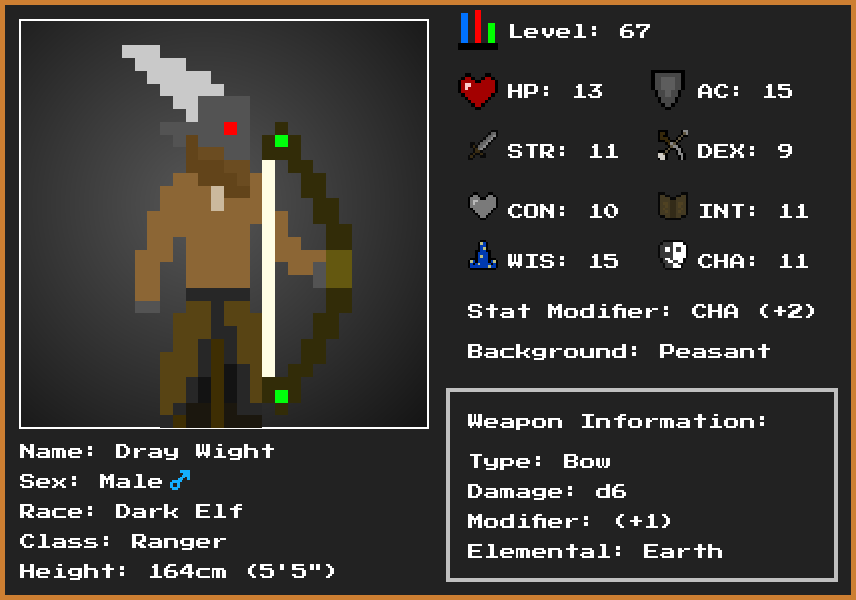 Level: 67
HP: 13 AC: 15
STR: 11 DEX: 9
CON: 10 INT: 11
WIS: 15 CHA: 11
Stat Modifier: CHA (+2)
Background: Peasant
Weapon Information:
Type: Bow
Damage: d6
Modifier: (+1)
Elemental: Earth
Name: Dray Wight
Sex: Male ♂
Race: Dark Elf
Class: Ranger
Height: 164cm (5'5")